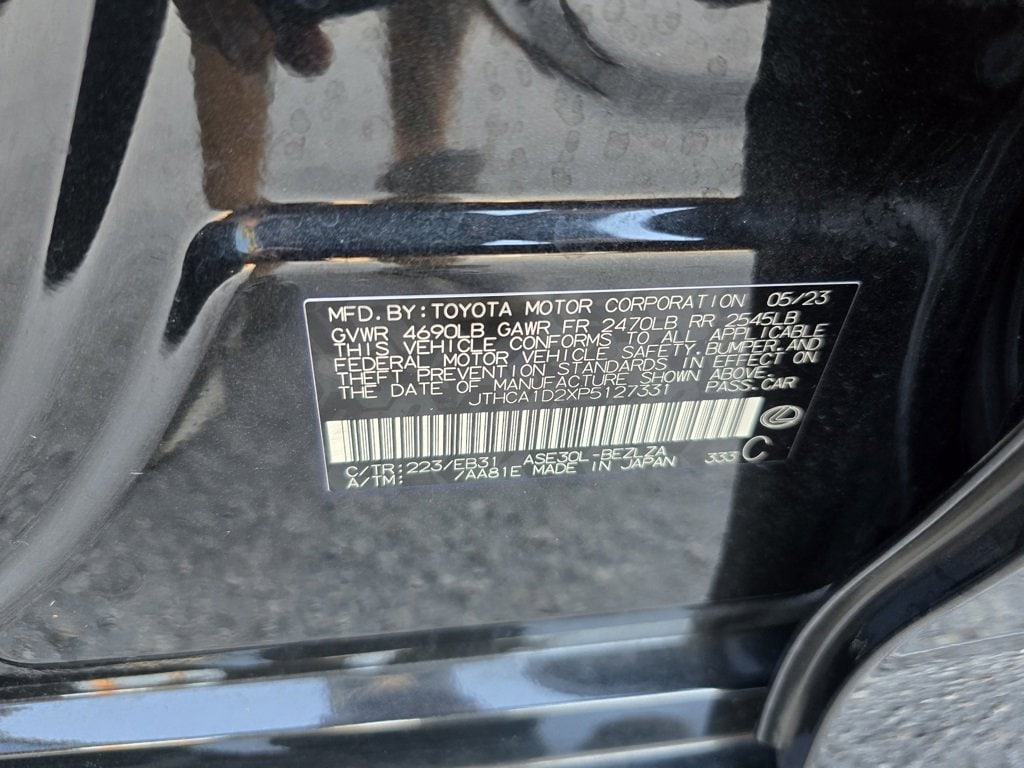 MFD.BY:TOYOTA MOTOR CORPORATION 05/23
GVWR 4690LB GAWR FR 2470LB RR 2545LB
THIS VEHICLE CONFORMS TO ALL APPLICABLE
FEDERAL MOTOR VEHICLE SAFETY,BUMPER,AND
THEFT PREVENTION STANDARDS IN EFFECT ON
THE DATE OF MANUFACTURE SHOWN ABOVE.
JTHCA1D2XP5127331 PASS.CAR
C/TR:223/EB31 ASE30L-BEZLZA 333 C
A/TM: 7AA81E MADE IN JAPAN